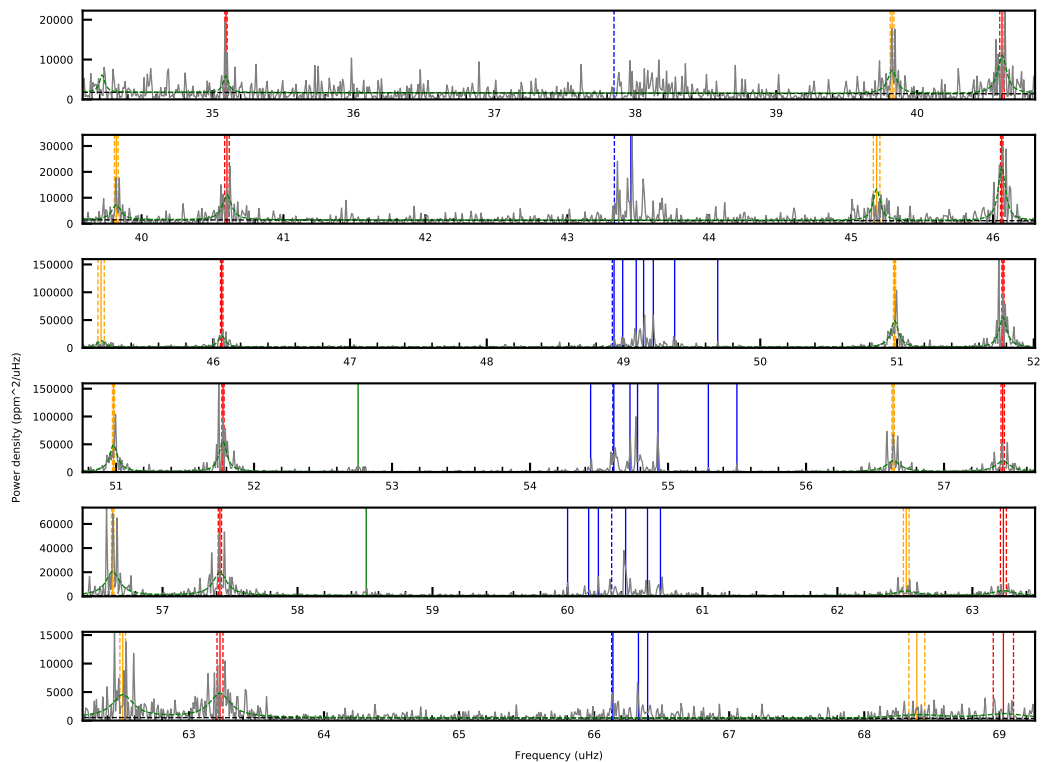 20000
10000
0
35 36 37 38 39 40
30000
20000
10000
0
40 41 42 43 44 45 46
150000
100000
50000
0
46 47 48 49 50 51 52
150000
100000
50000
0
51 52 53 54 55 56 57
60000
40000
20000
0
57 58 59 60 61 62 63
15000
10000
5000
0
63 64 65 66 67 68 69
Power density (ppm^2/uHz)
Frequency (uHz)